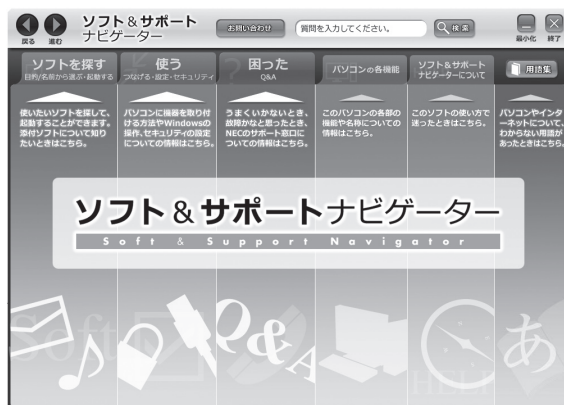 戻る 進む
ソフト&サポート
ナビゲーター
お問い合わせ
質問を入力してください。
検索
最小化 終了
ソフトを探す
目的/名前から選ぶ・起動する
使いたいソフトを探して、
起動することができます。
添付ソフトについて知り
たいときはこちら。
使う
つなげる・設定・セキュリティ
パソコンに機器を取り付
ける方法やWindowsの
操作、セキュリティの設定
についての情報はこちら。
困った
Q&A
うまくいかないとき、
故障かなと思ったとき、
NECのサポート窓口に
ついての情報はこちら。
パソコンの各機能
このパソコンの各部の
機能や名称についての
情報はこちら。
ソフト&サポート
ナビゲーターについて
このソフトの使い方で
迷ったときはこちら。
用語集
パソコンやインタ
ーネットについて、
わからない用語が
あったときはこちら。
ソフト&サポートナビゲーター
Soft & Support Navigator
Soft
Q&A
HELP
あ